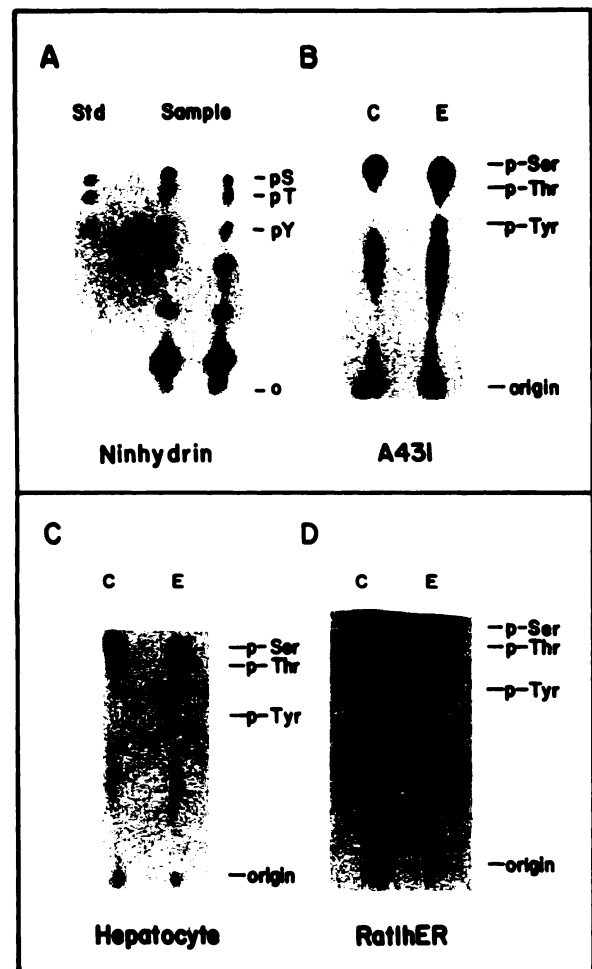 A
Std Sample
-pS
-pT
-pY
-o
Ninhydrin
B
C E
-p-Ser
-p-Thr
-p-Tyr
-origin
A431
C
C E
-p-Ser
-p-Thr
-p-Tyr
-origin
Hepatocyte
D
C E
-p-Ser
-p-Thr
-p-Tyr
-origin
Rat1hER